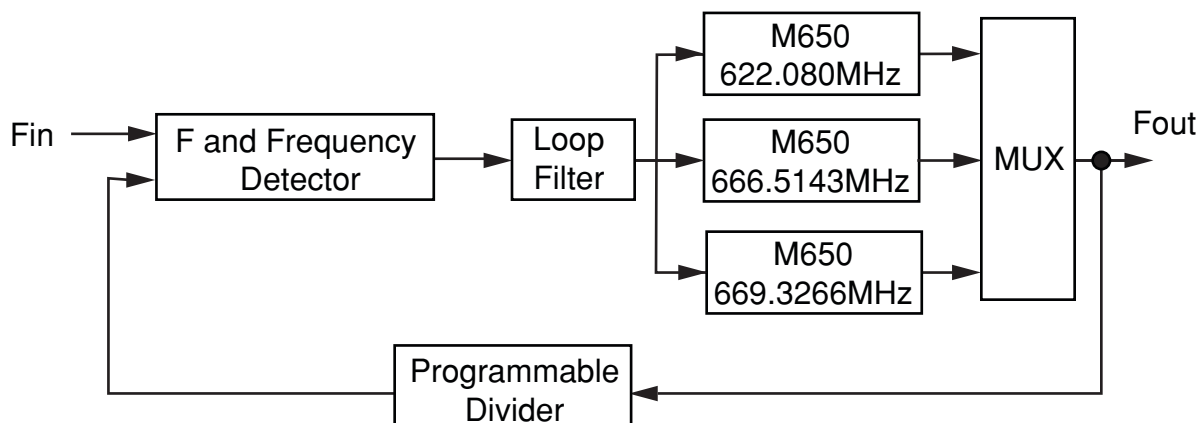 Fin
F and Frequency
Detector
Loop
Filter
M650
622.080MHz
M650
666.5143MHz
M650
669.3266MHz
MUX
Fout
Programmable
Divider